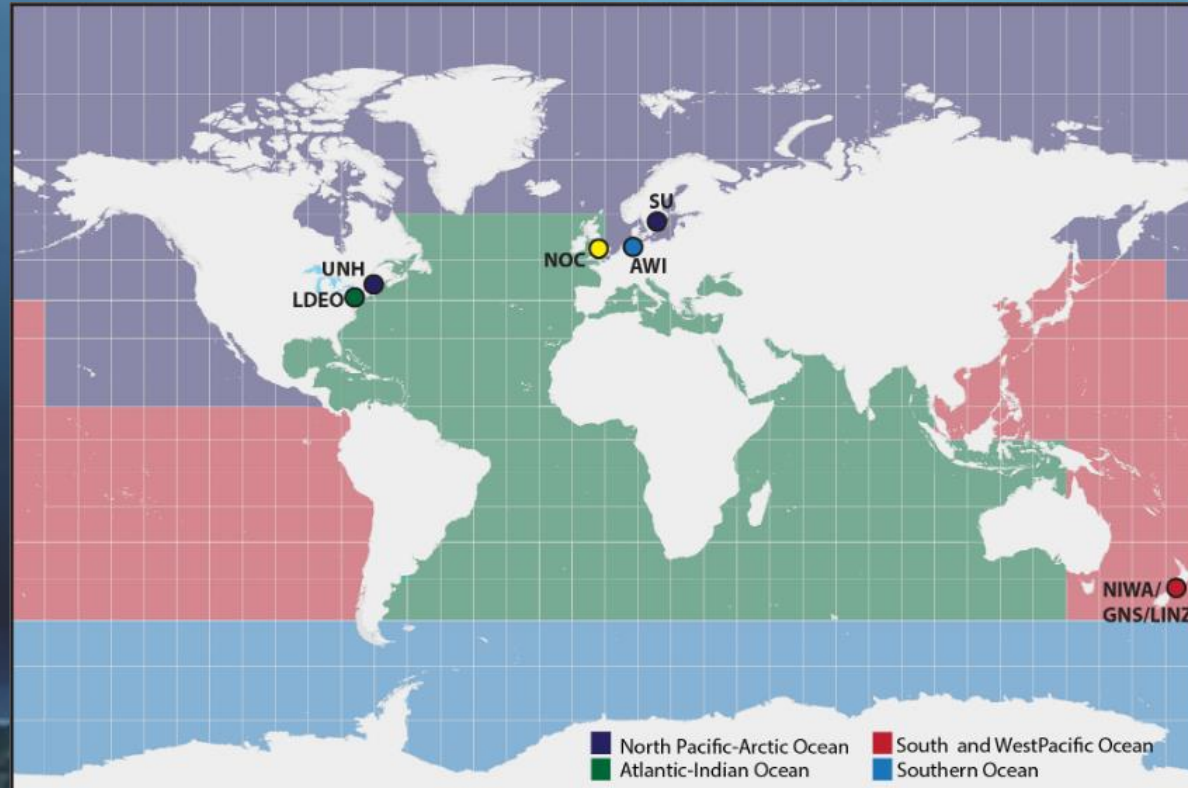 SU
NOC
AWI
UNH
LDEO
NIWA/
GNS/LINZ
North Pacific-Arctic Ocean
Atlantic-Indian Ocean
South and WestPacific Ocean
Southern Ocean